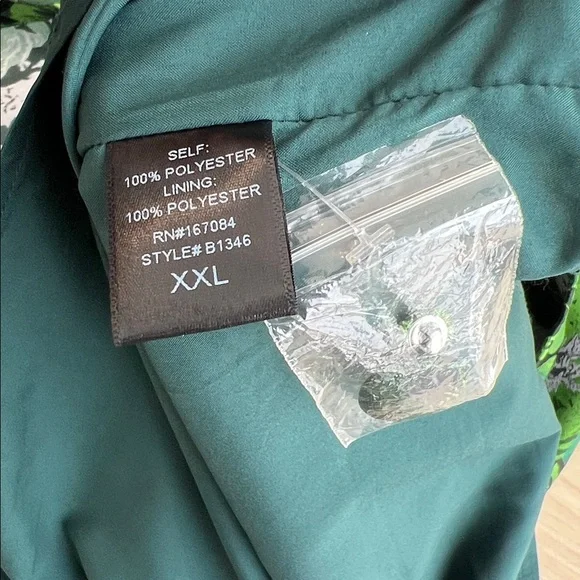 SELF:
100% POLYESTER
LINING:
100% POLYESTER
RN#167084
STYLE# B1346
XXL